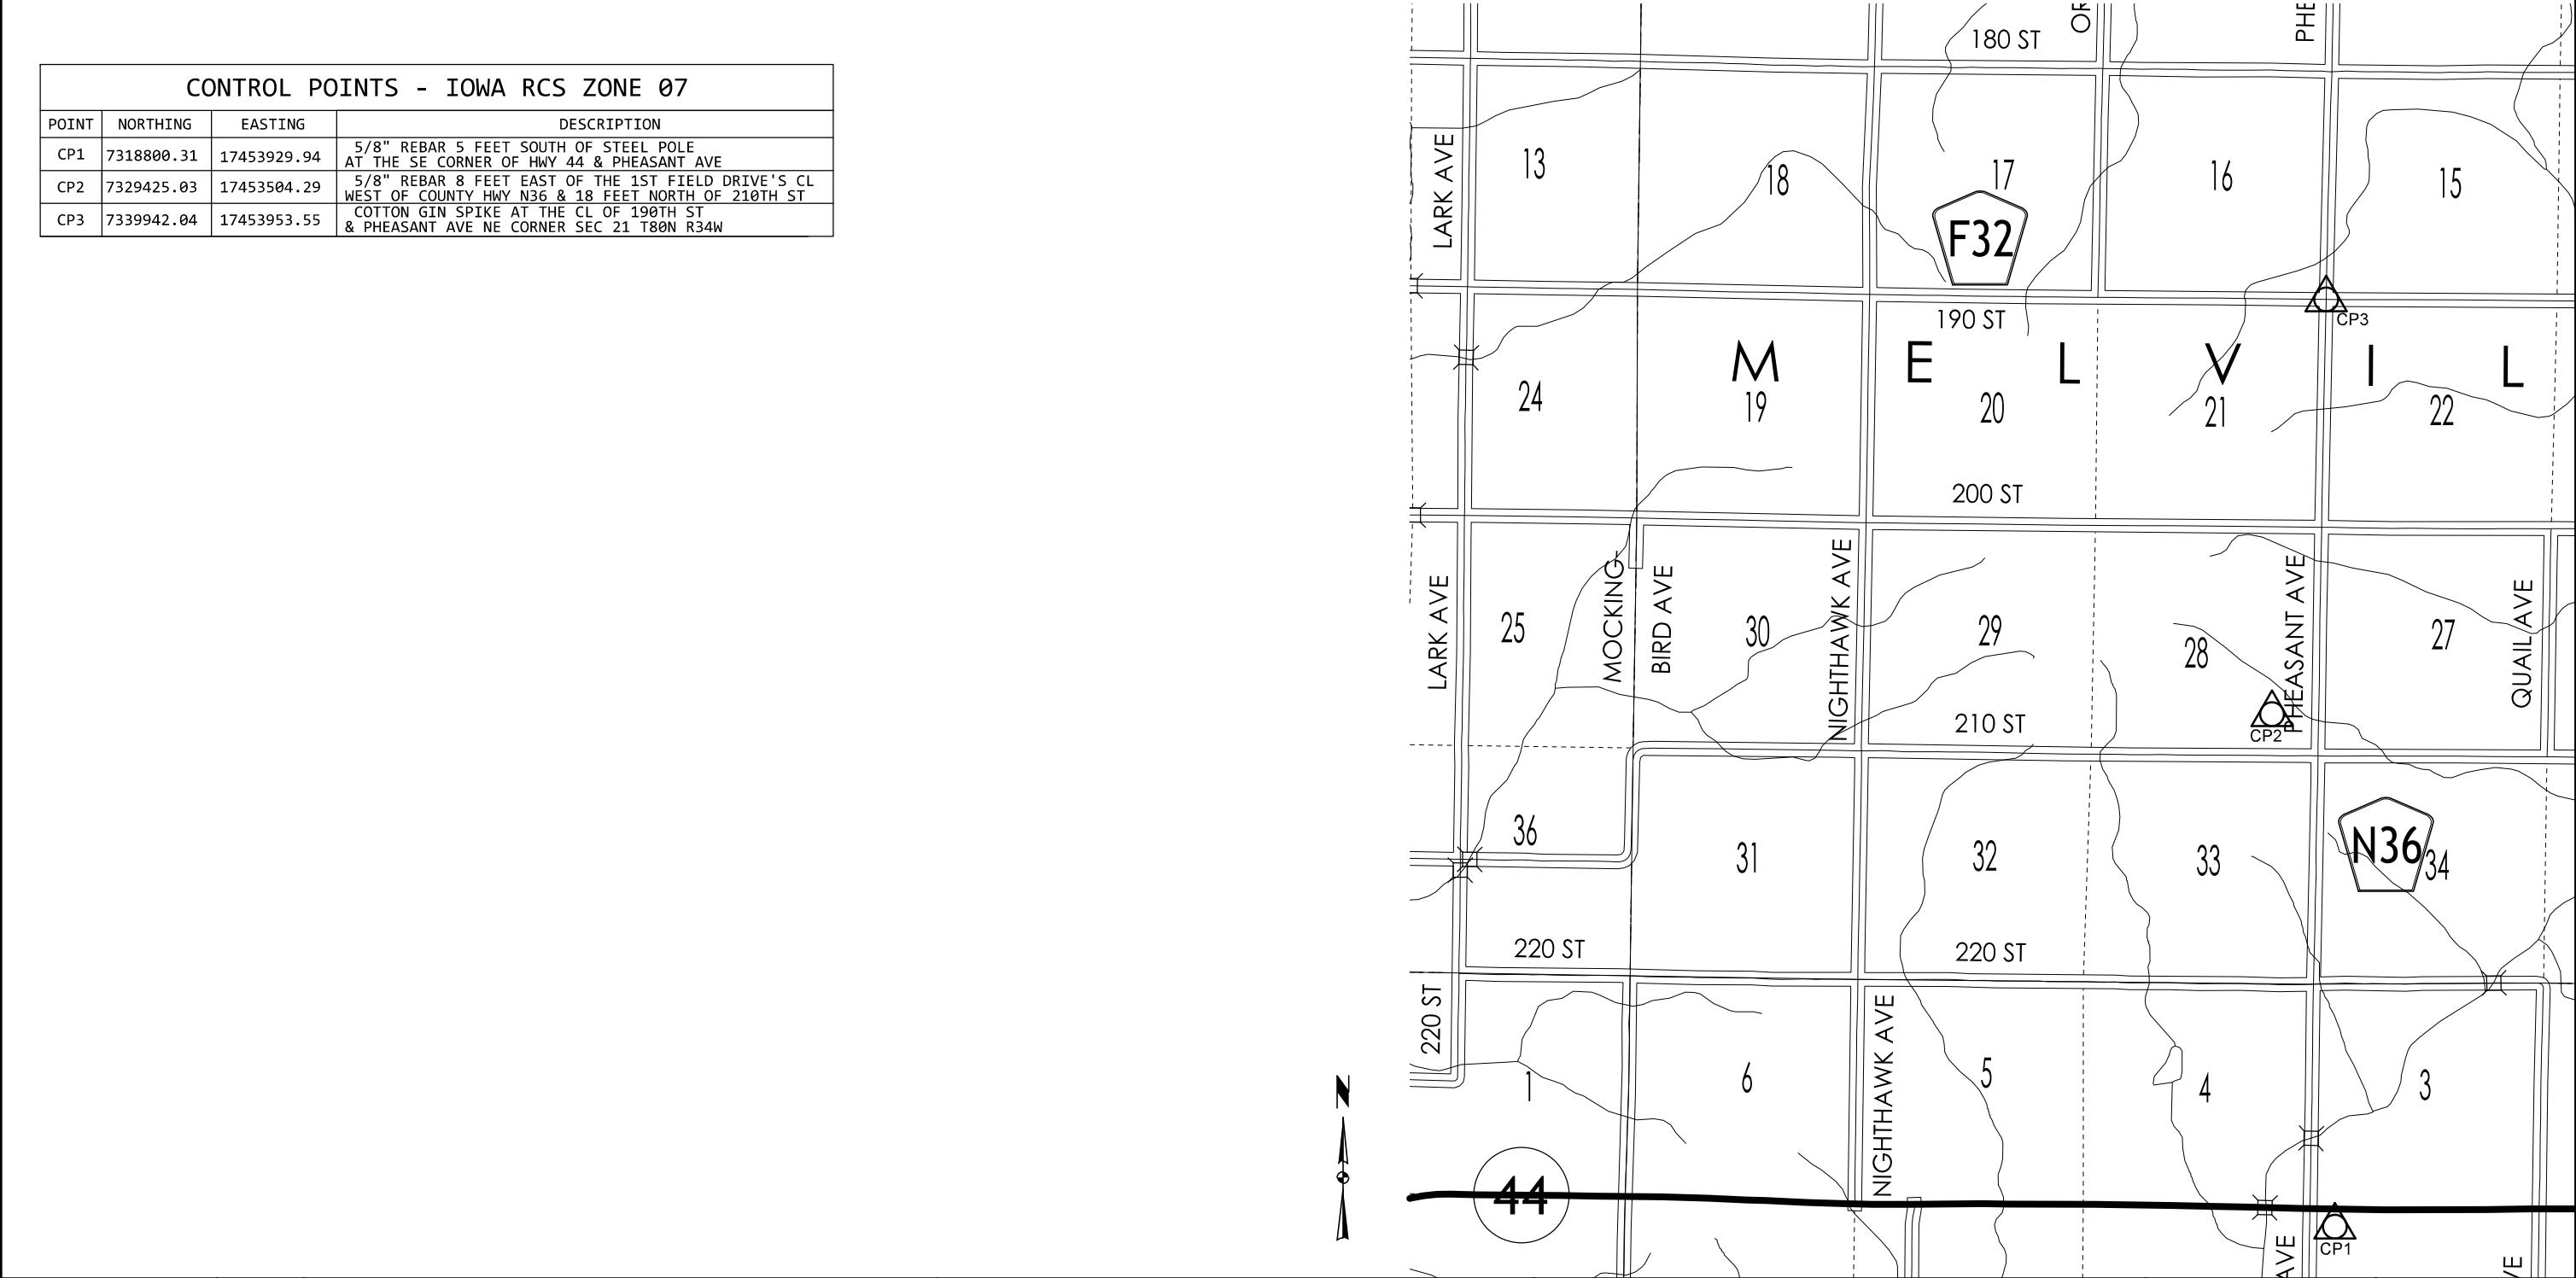 CONTROL POINTS - IOWA RCS ZONE 07
POINT NORTHING EASTING DESCRIPTION
CP1 7318800.31 17453929.94 5/8" REBAR 5 FEET SOUTH OF STEEL POLE
AT THE SE CORNER OF HWY 44 & PHEASANT AVE
CP2 7329425.03 17453504.29 5/8" REBAR 8 FEET EAST OF THE 1ST FIELD DRIVE'S CL
WEST OF COUNTY HWY N36 & 18 FEET NORTH OF 210TH ST
CP3 7339942.04 17453953.55 COTTON GIN SPIKE AT THE CL OF 190TH ST
& PHEASANT AVE NE CORNER SEC 21 T80N R34W
180 ST
LARK AVE
13
18
17
16
15
F32
190 ST
CP3
M E L V I L
24
19
20
21
22
200 ST
LARK AVE
25
MOCKING-
BIRD AVE
30
NIGHTHAWK AVE
29
28
PHEASANT AVE
27
QUAIL AVE
210 ST
CP2
36
31
32
33
N36
34
220 ST
220 ST
220 ST
1
6
NIGHTHAWK AVE
5
4
3
N
44
CP1
AVE